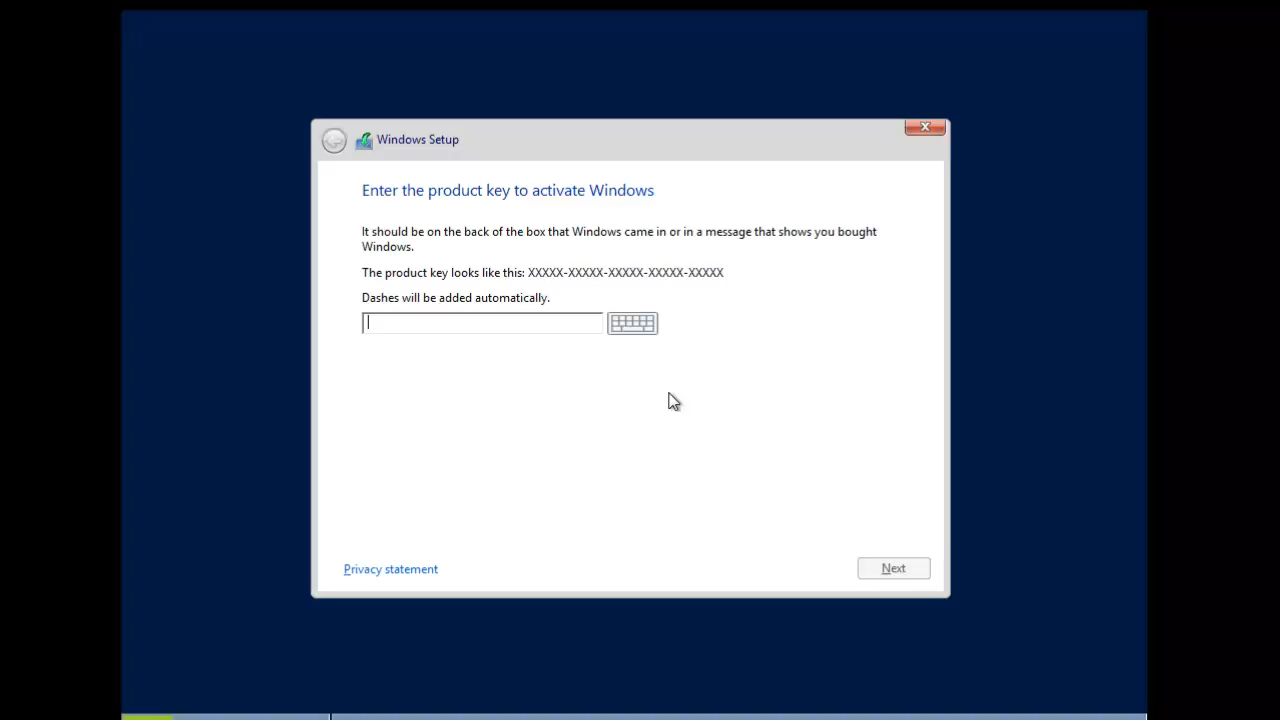 Windows Setup
Enter the product key to activate Windows
It should be on the back of the box that Windows came in or in a message that shows you bought
Windows.
The product key looks like this: XXXXX-XXXXX-XXXXX-XXXXX-XXXXX
Dashes will be added automatically.
Privacy statement
Next